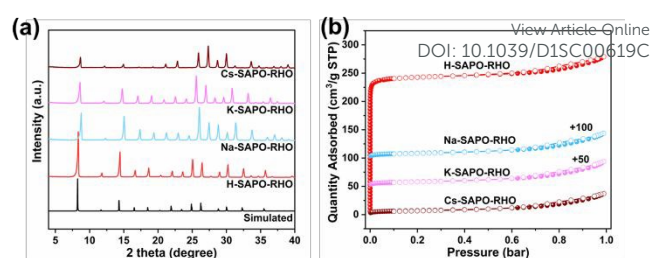 (a)
Intensity (a.u.)
Cs-SAPO-RHO
K-SAPO-RHO
Na-SAPO-RHO
H-SAPO-RHO
Simulated
5 10 15 20 25 30 35 40
2 theta (degree)
(b)
View Article Online
DOI: 10.1039/D1SC00619C
Quantity Adsorbed (cm³/g STP)
300
250
200
150
100
50
0
H-SAPO-RHO
+100
Na-SAPO-RHO
+50
K-SAPO-RHO
Cs-SAPO-RHO
0.0 0.2 0.4 0.6 0.8 1.0
Pressure (bar)